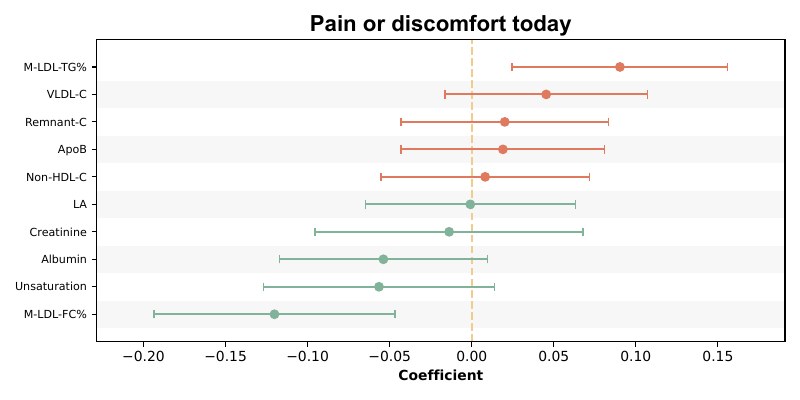 Pain or discomfort today
M-LDL-TG%
VLDL-C
Remnant-C
ApoB
Non-HDL-C
LA
Creatinine
Albumin
Unsaturation
M-LDL-FC%
−0.20 −0.15 −0.10 −0.05 0.00 0.05 0.10 0.15
Coefficient